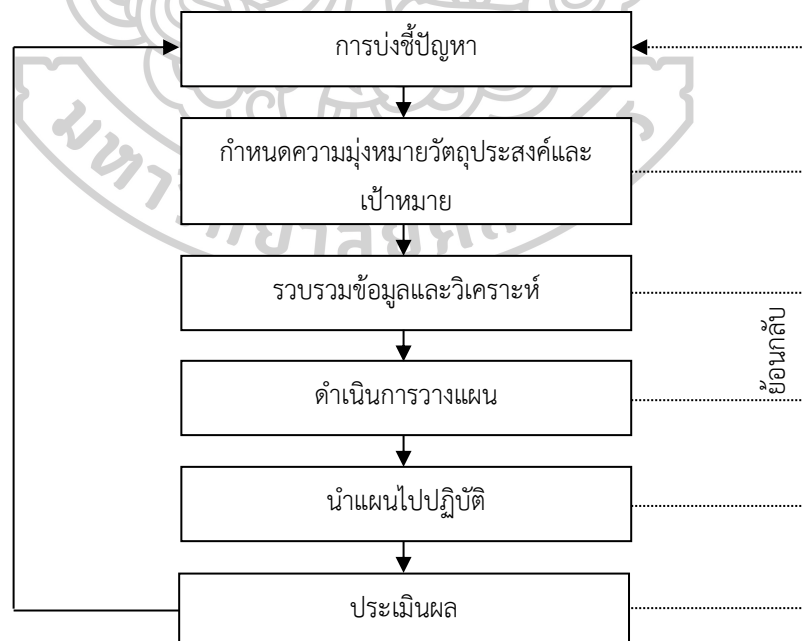 การบ่งชี้ปัญหา
กำหนดความมุ่งหมายวัตถุประสงค์และ
เป้าหมาย
รวบรวมข้อมูลและวิเคราะห์
ย้อนกลับ
ดำเนินการวางแผน
นำแผนไปปฏิบัติ
ประเมินผล